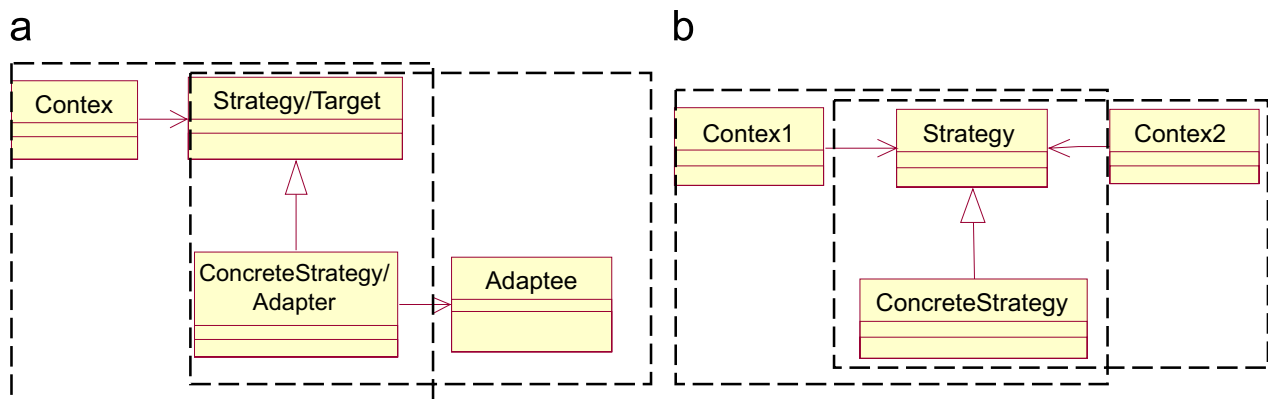 a
Contex
Strategy/Target
ConcreteStrategy/
Adapter
Adaptee
b
Contex1
Strategy
Contex2
ConcreteStrategy